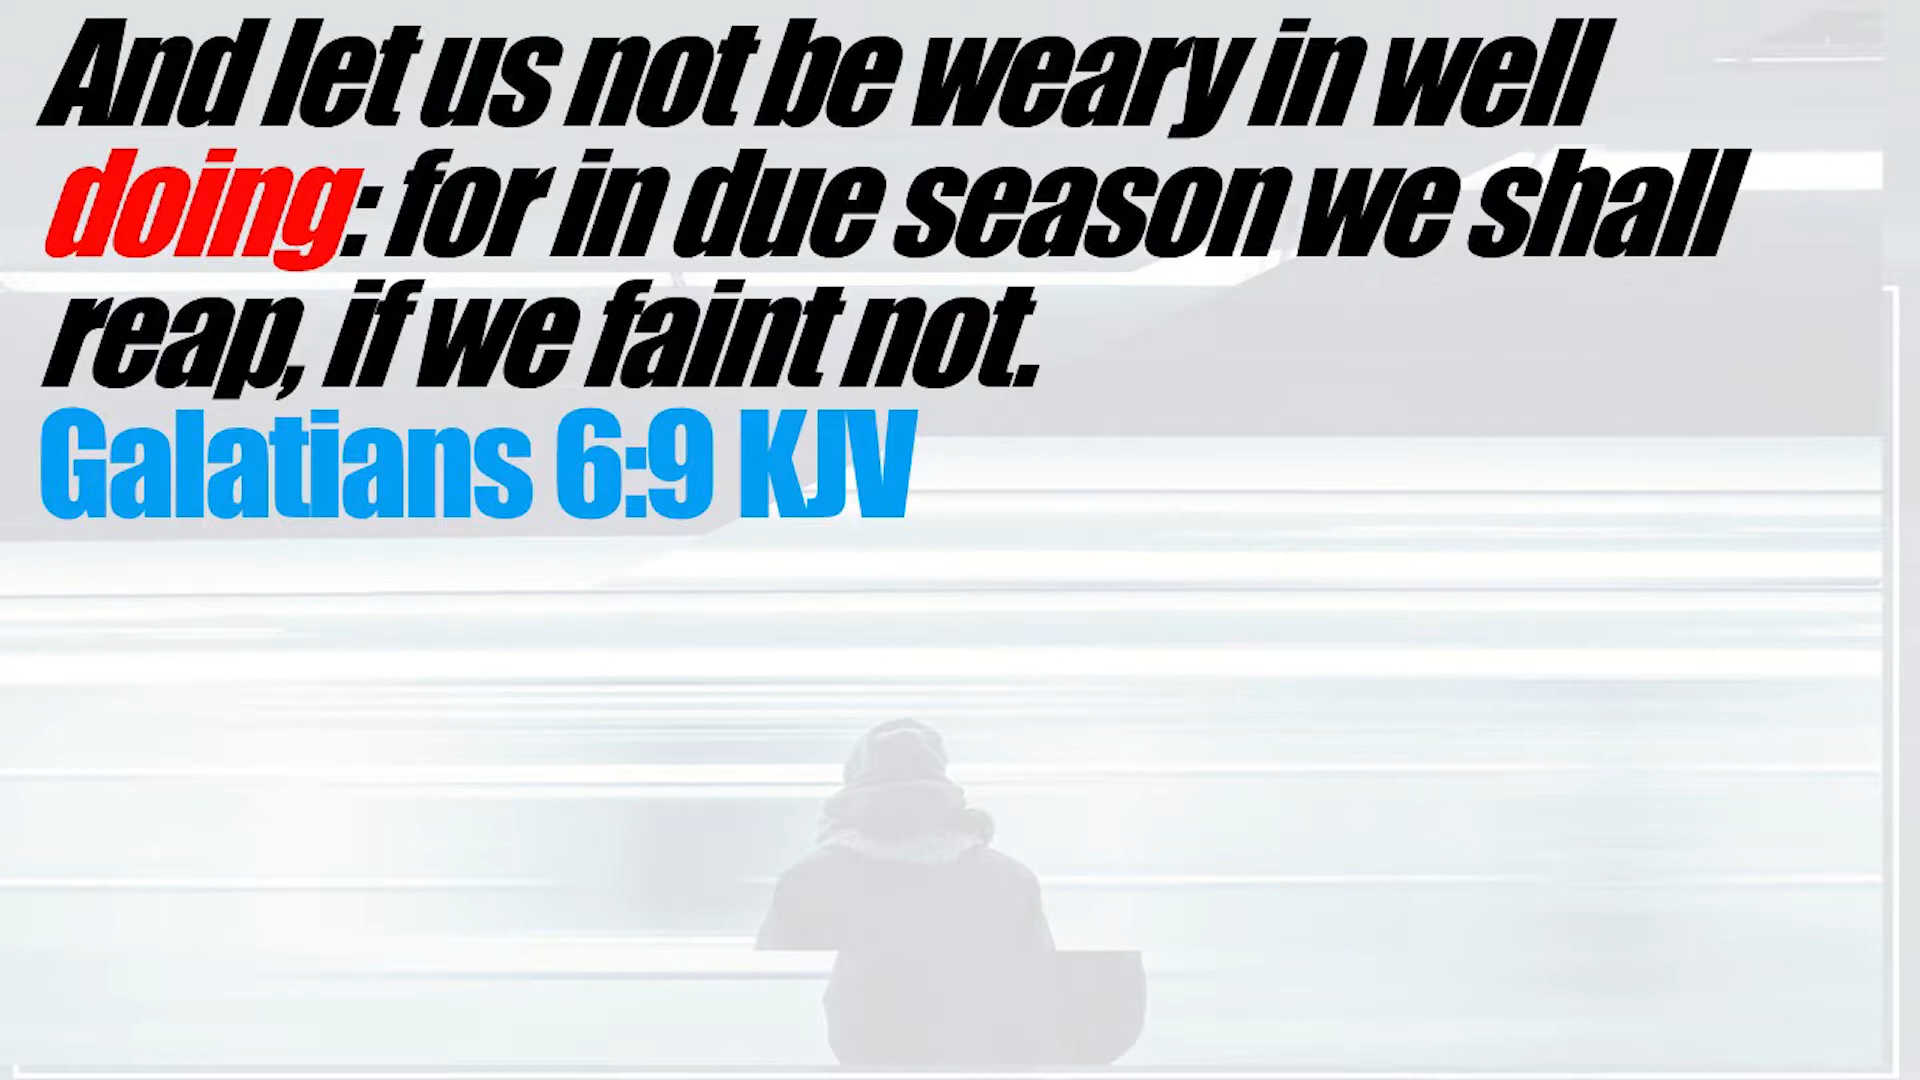 And let us not be weary in well
doing: for in due season we shall
reap, if we faint not.
Galatians 6:9 KJV